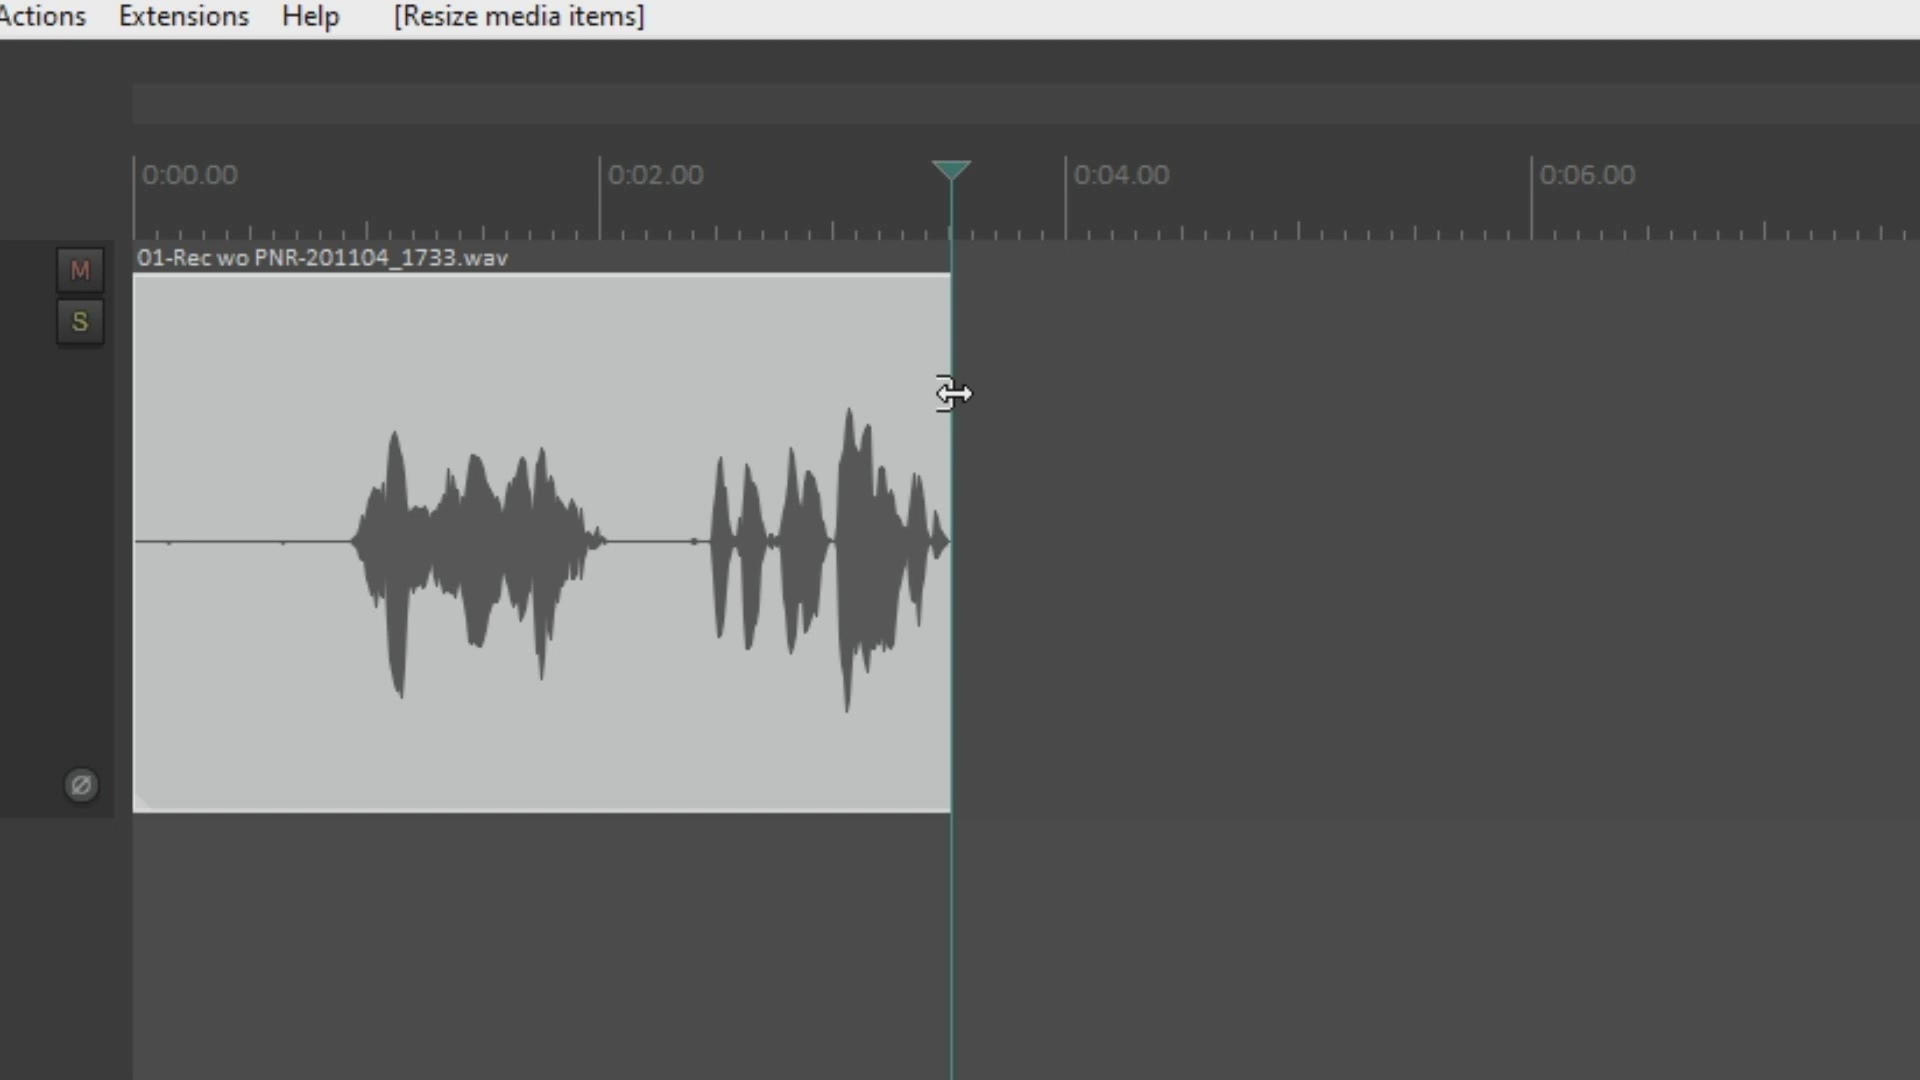 Actions Extensions Help [Resize media items]
0:00.00 0:02.00 0:04.00 0:06.00
01-Rec wo PNR-201104_1733.wav
M
S